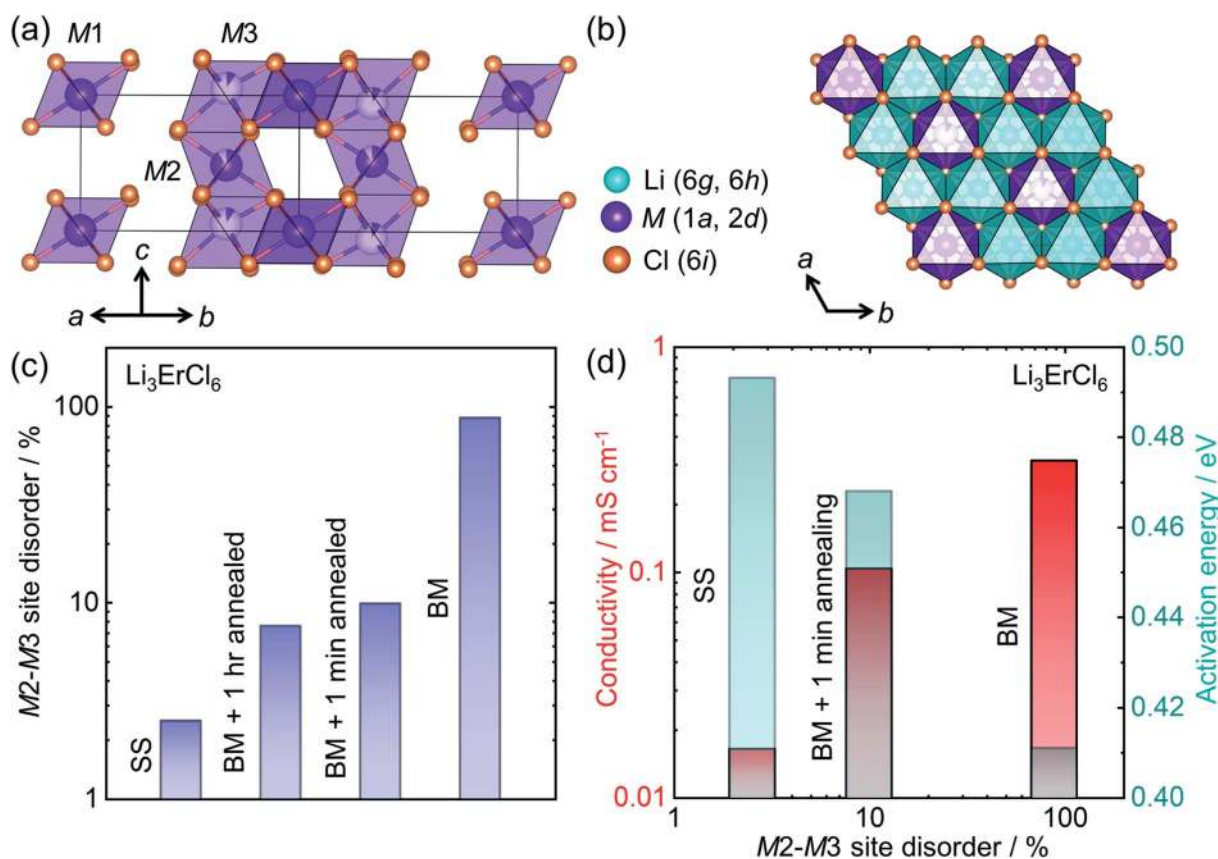 (a)
M1
M3
M2
c
a
b
(b)
Li (6g, 6h)
M (1a, 2d)
Cl (6i)
a
b
(c)
Li₃ErCl₆
M2-M3 site disorder / %
100
10
1
SS
BM + 1 hr annealed
BM + 1 min annealed
BM
(d)
Li₃ErCl₆
Conductivity / mS cm⁻¹
1
0.1
0.01
SS
BM + 1 min annealing
BM
0.50
0.48
0.46
0.44
0.42
0.40
Activation energy / eV
1
10
100
M2-M3 site disorder / %